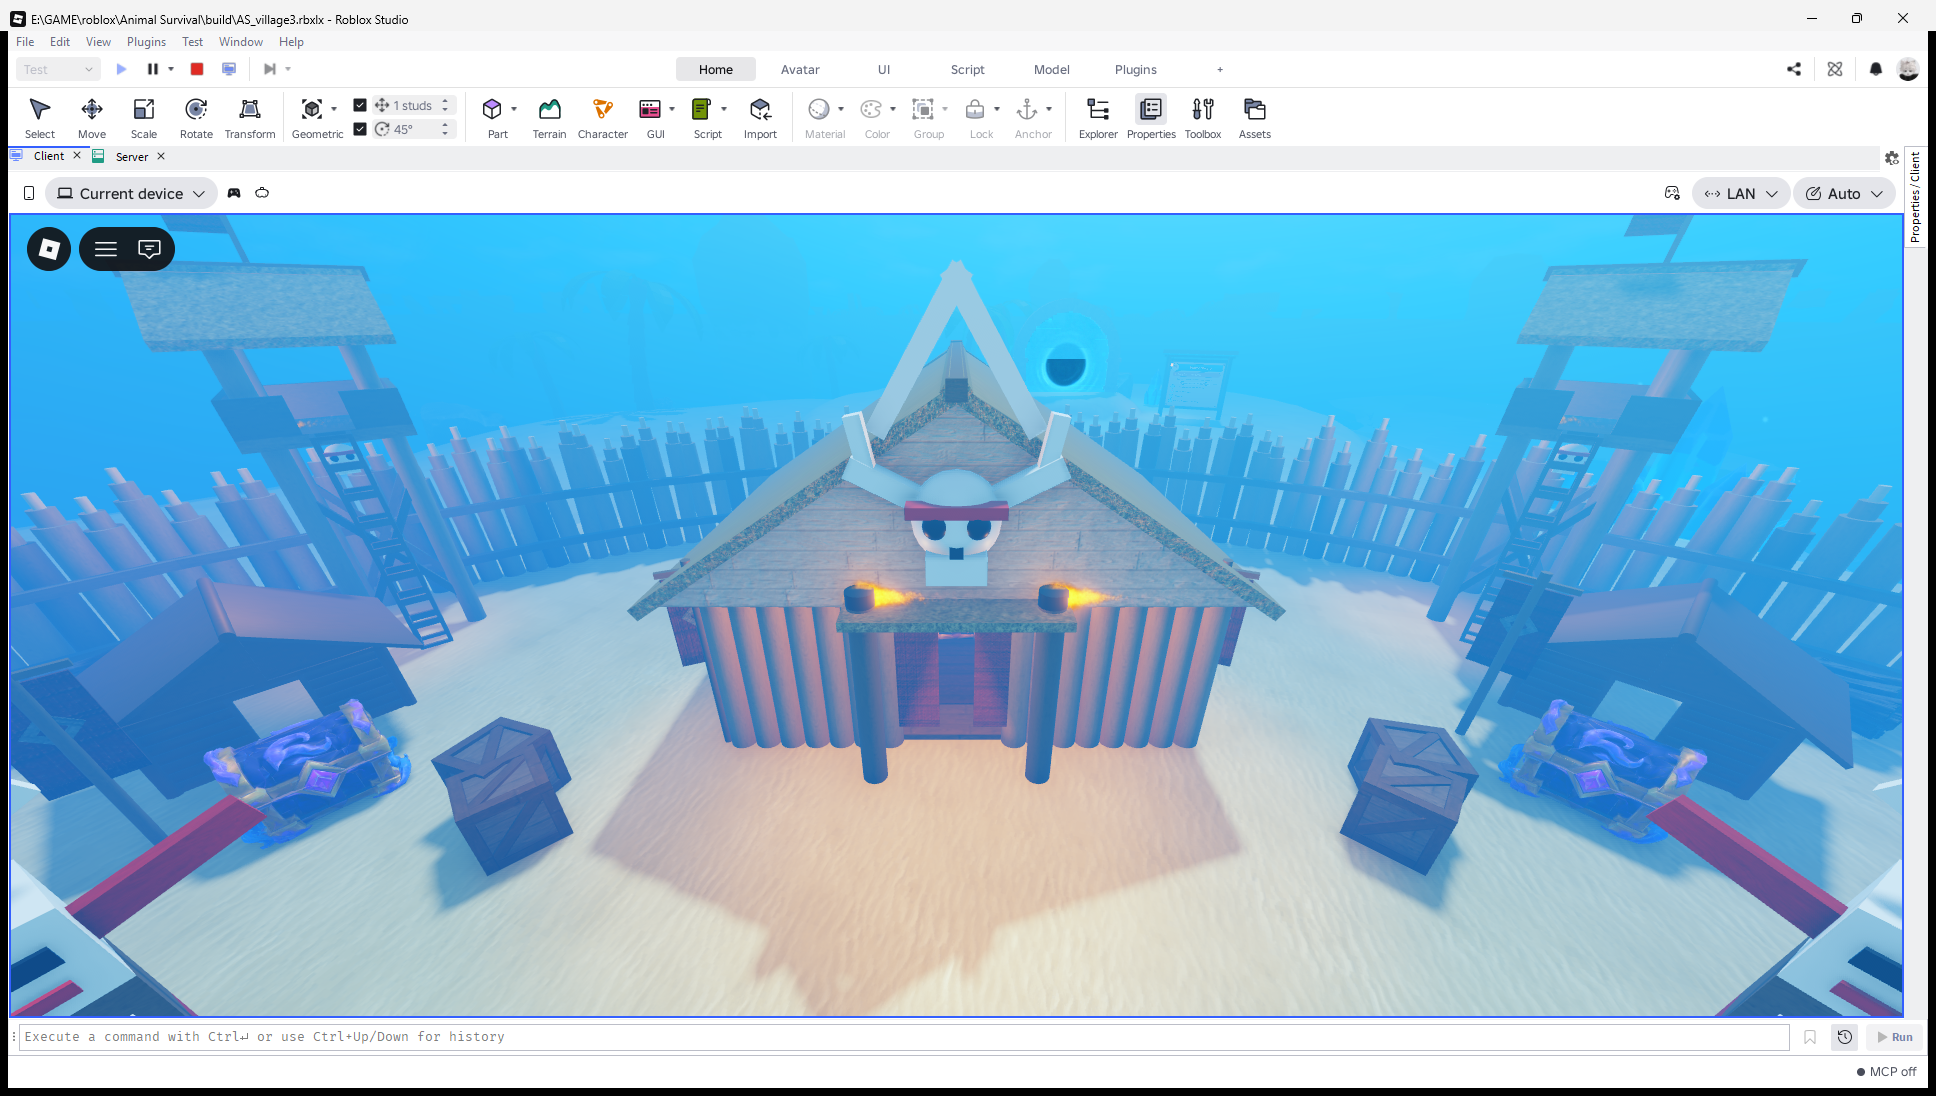 E:\GAME\roblox\Animal Survival\build\AS_village3.rbxlx - Roblox Studio
File Edit View Plugins Test Window Help
Test
Home Avatar UI Script Model Plugins +
1 studs
45°
Select Move Scale Rotate Transform Geometric Part Terrain Character GUI Script Import Material Color Group Lock Anchor Explorer Properties Toolbox Assets
Client Server
Properties / Client
Current device LAN Auto
Execute a command with Ctrl↵ or use Ctrl+Up/Down for history
Run
MCP off